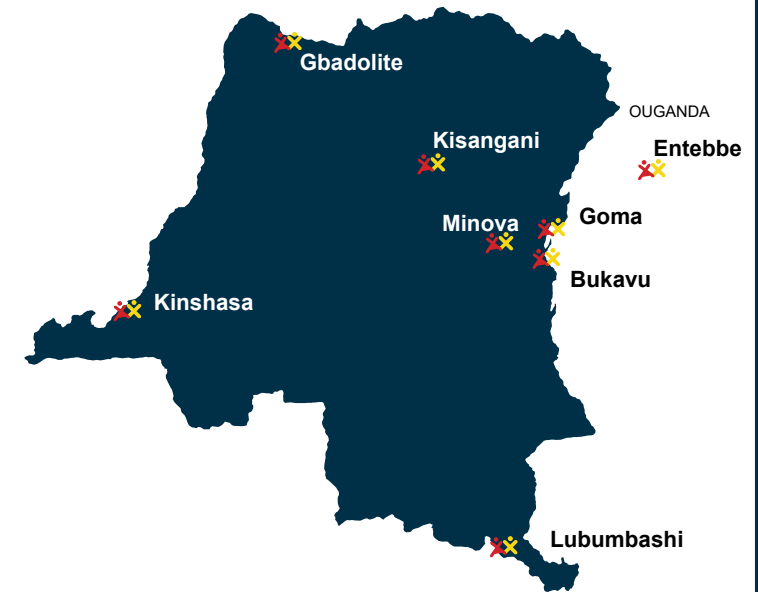 Gbadolite
OUGANDA
Kisangani
Entebbe
Goma
Minova
Bukavu
Kinshasa
Lubumbashi